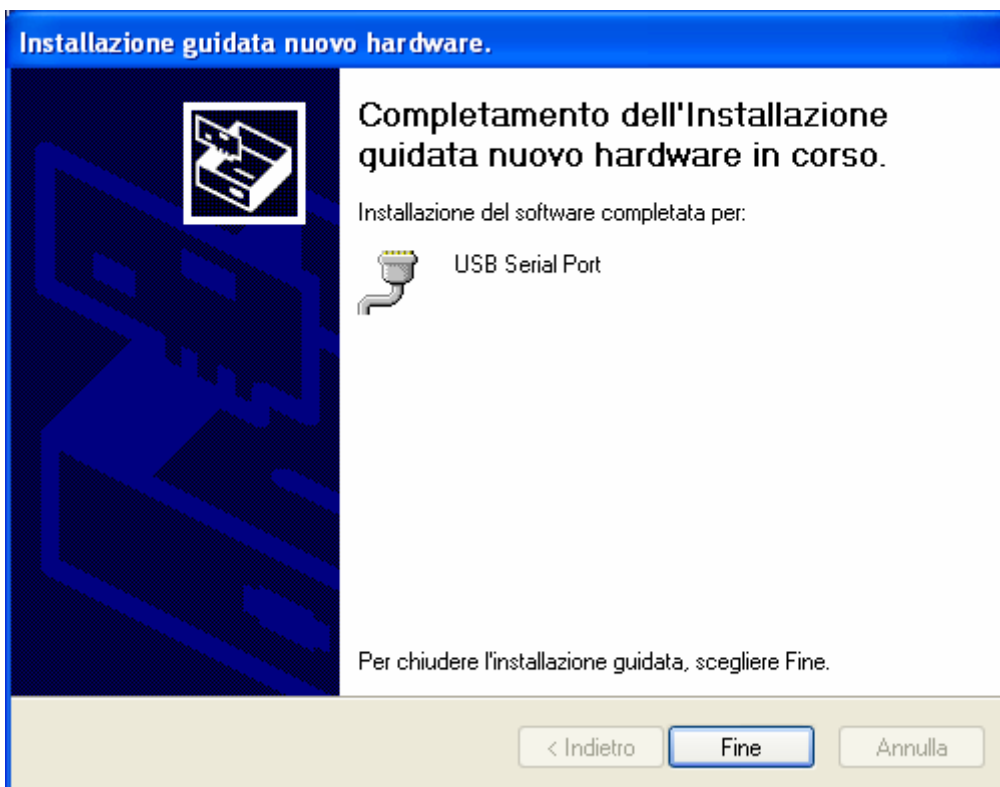 Installazione guidata nuovo hardware.
Completamento dell'Installazione
guidata nuovo hardware in corso.
Installazione del software completata per:
USB Serial Port
Per chiudere l'installazione guidata, scegliere Fine.
< Indietro
Fine
Annulla